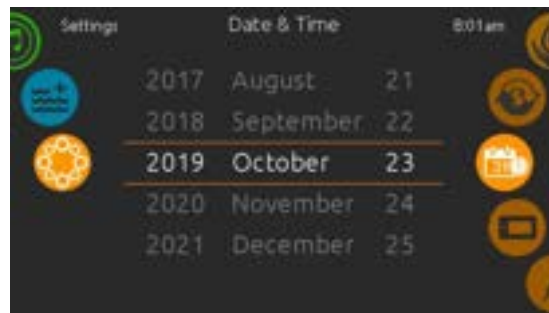 Settings Date & Time 8:01am
2017 August 21
2018 September 22
2019 October 23
2020 November 24
2021 December 25